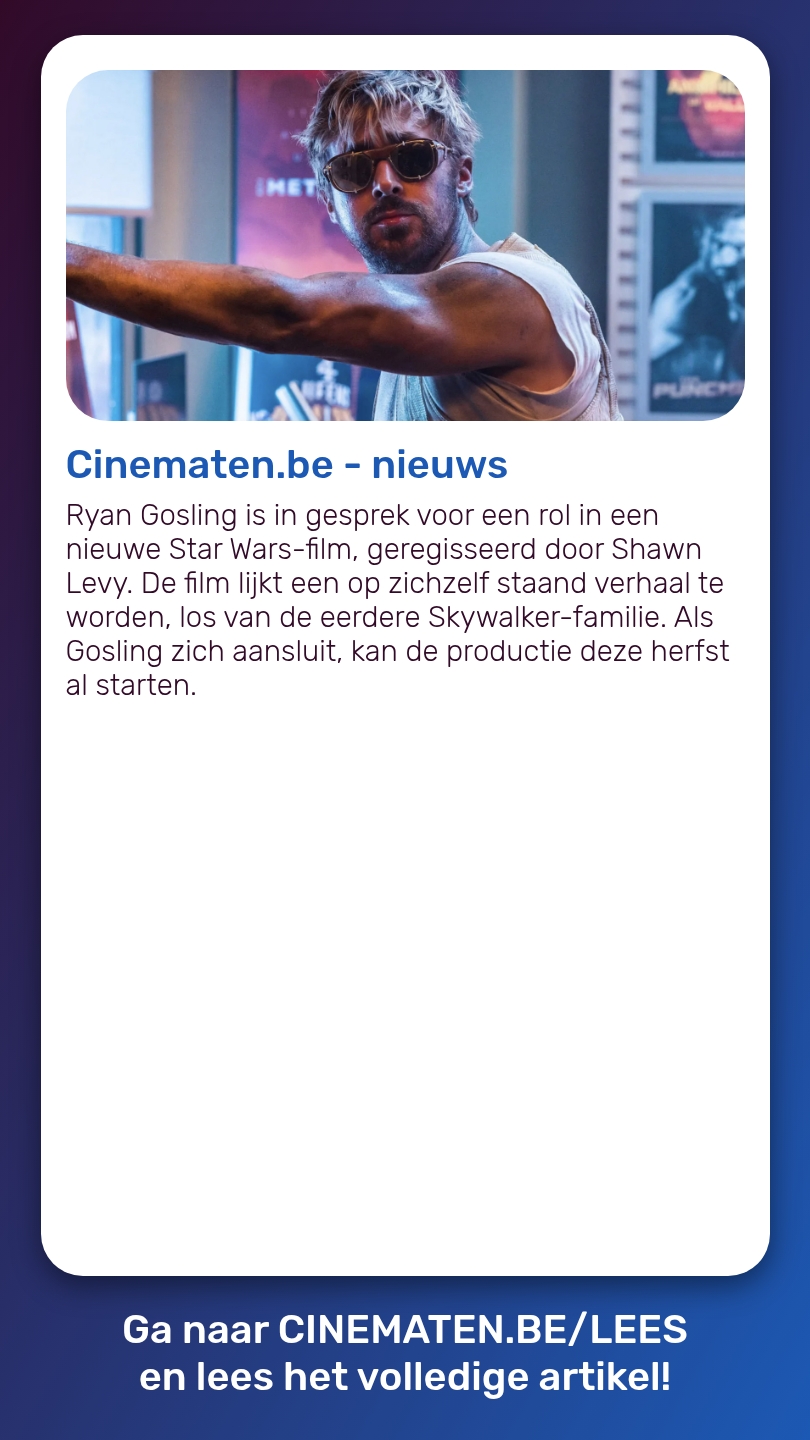 MET
PUNCH
Cinematen.be - nieuws
Ryan Gosling is in gesprek voor een rol in een
nieuwe Star Wars-film, geregisseerd door Shawn
Levy. De film lijkt een op zichzelf staand verhaal te
worden, los van de eerdere Skywalker-familie. Als
Gosling zich aansluit, kan de productie deze herfst
al starten.
Ga naar CINEMATEN.BE/LEES
en lees het volledige artikel!